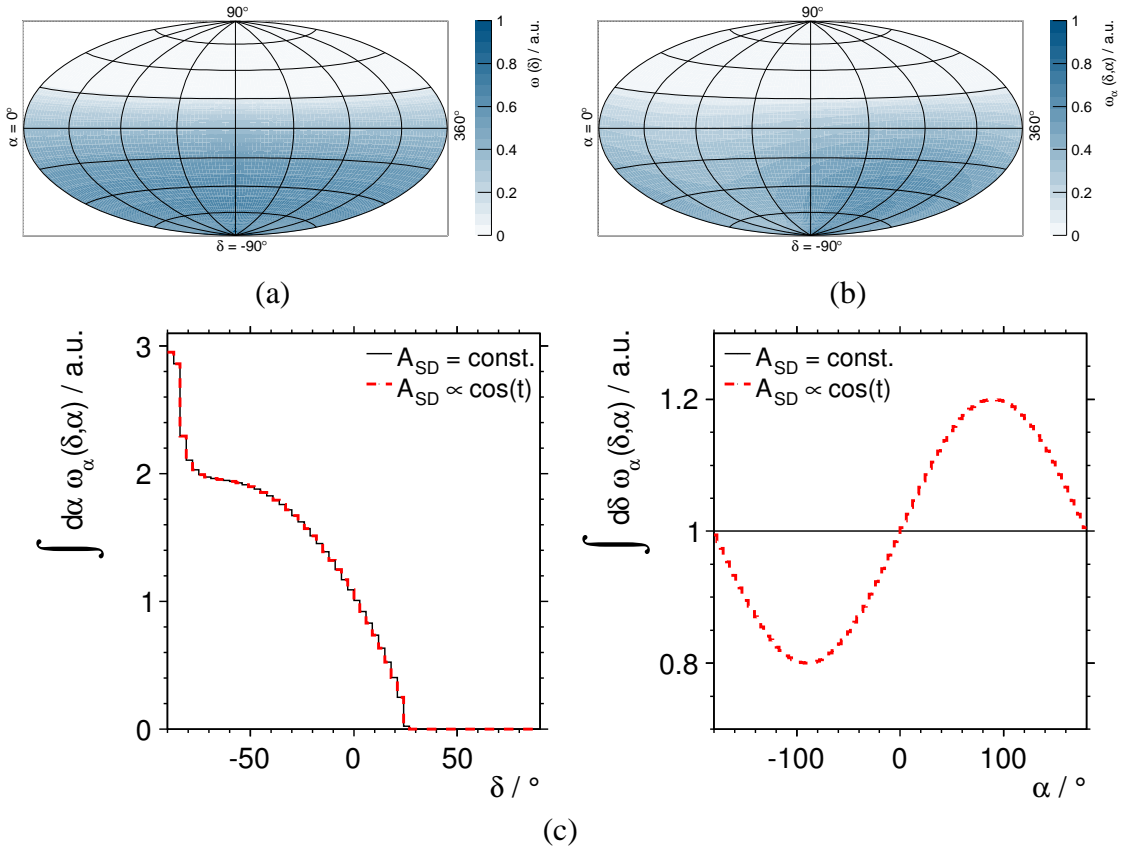 90°
α = 0°
360°
δ = -90°
ω (δ) / a.u.
1
0.8
0.6
0.4
0.2
0
(a)
90°
α = 0°
360°
δ = -90°
ω_α (δ,α) / a.u.
1
0.8
0.6
0.4
0.2
0
(b)
∫ dα ω_α(δ,α) / a.u.
3
2
1
0
A_SD = const.
A_SD ∝ cos(t)
-50 0 50
δ / °
∫ dδ ω_α(δ,α) / a.u.
1.2
1
0.8
A_SD = const.
A_SD ∝ cos(t)
-100 0 100
α / °
(c)